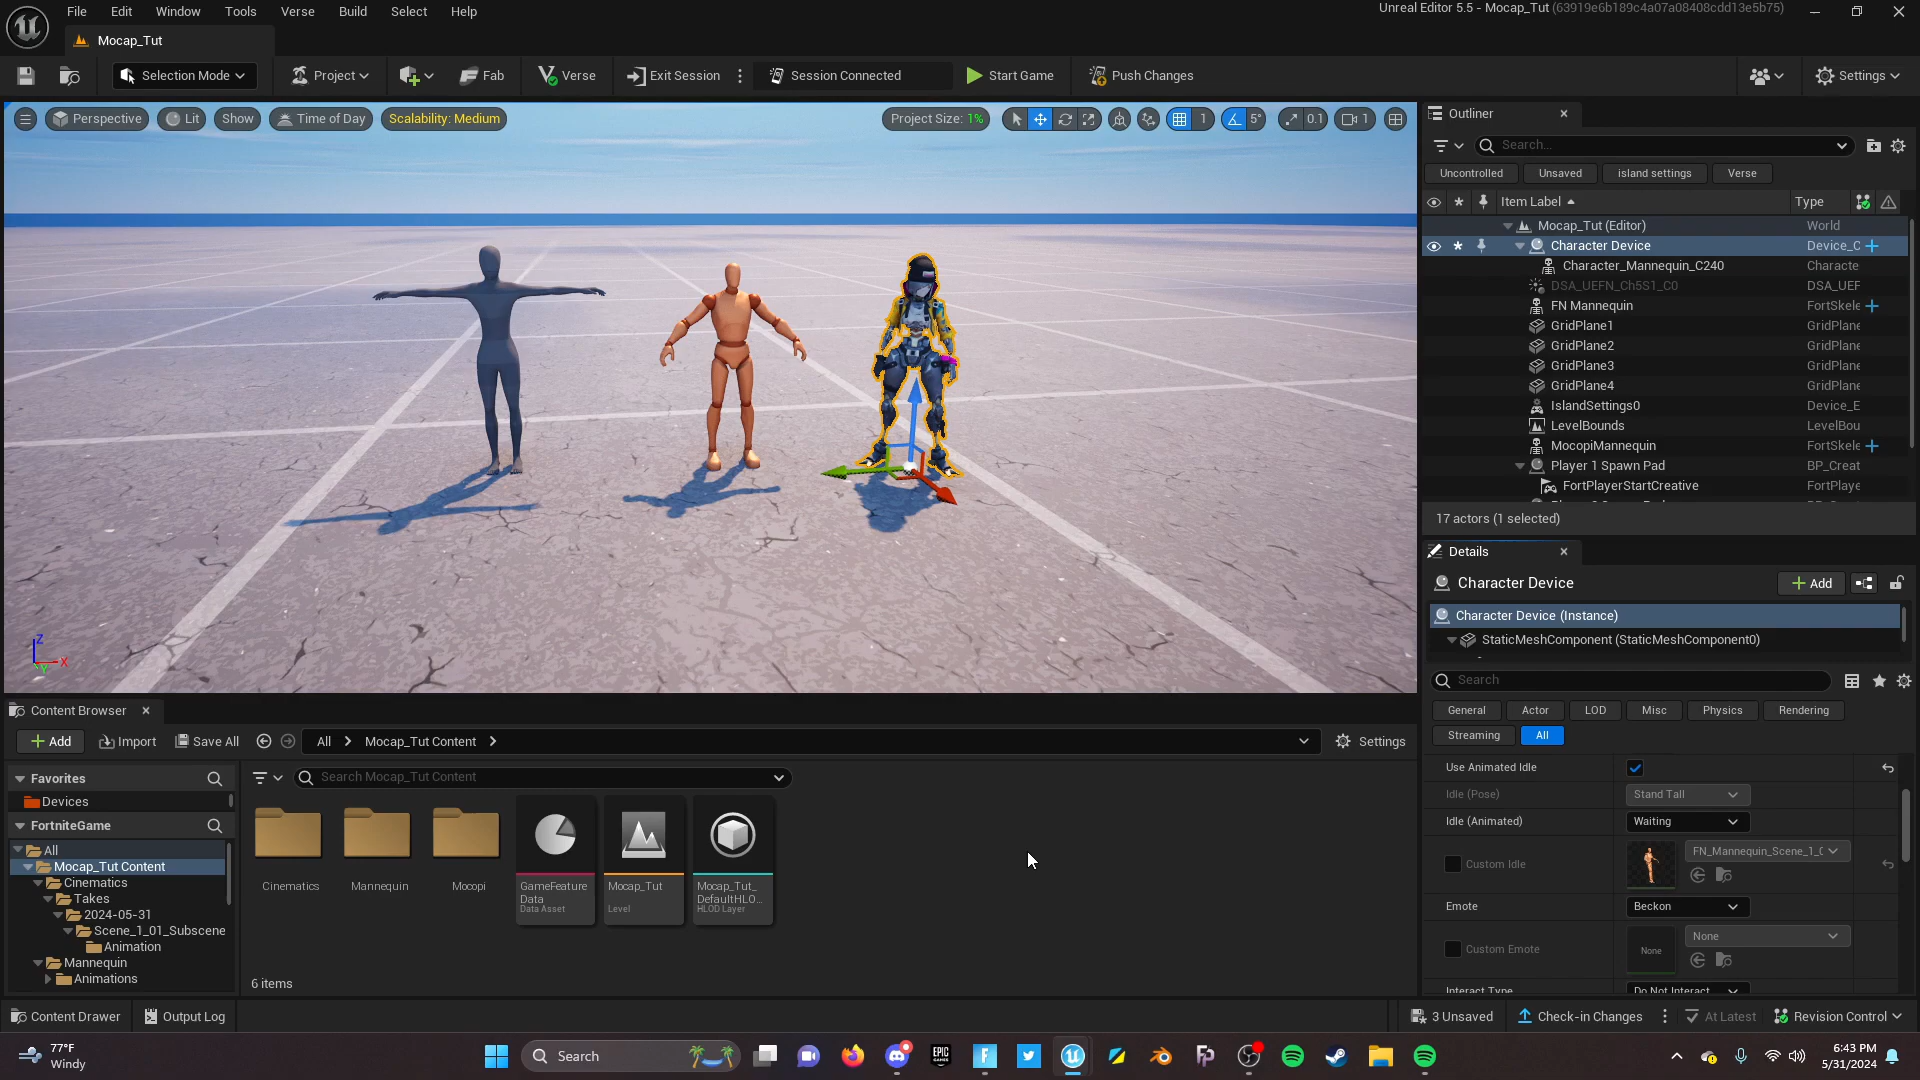 File Edit Window Tools Verse Build Select Help
Unreal Editor 5.5 - Mocap_Tut (63919e6b189c4a07a08408cdd13e5b75)
Mocap_Tut
Selection Mode
Project
Fab
Verse
Exit Session
Session Connected
Start Game
Push Changes
Settings
Perspective
Lit
Show
Time of Day
Scalability: Medium
Project Size: 1%
1
5°
0.1
1
Z
X
Y
Outliner
Search...
Uncontrolled
Unsaved
island settings
Verse
Item Label
Type
Mocap_Tut (Editor) World
Character Device Device_C
Character_Mannequin_C240 Characte
DSA_UEFN_Ch5S1_C0 DSA_UEF
FN Mannequin FortSkele
GridPlane1 GridPlane
GridPlane2 GridPlane
GridPlane3 GridPlane
GridPlane4 GridPlane
IslandSettings0 Device_E
LevelBounds LevelBou
MocopiMannequin FortSkele
Player 1 Spawn Pad BP_Creat
FortPlayerStartCreative FortPlaye
17 actors (1 selected)
Details
Character Device
Add
Character Device (Instance)
StaticMeshComponent (StaticMeshComponent0)
Search
General
Actor
LOD
Misc
Physics
Rendering
Streaming
All
Use Animated Idle
Idle (Pose) Stand Tall
Idle (Animated) Waiting
Custom Idle FN_Mannequin_Scene_1_0
Emote Beckon
Custom Emote None None
Interact Type Do Not Interact
Content Browser
Add
Import
Save All
All
Mocap_Tut Content
Settings
Favorites
Devices
FortniteGame
All
Mocap_Tut Content
Cinematics
Takes
2024-05-31
Scene_1_01_Subscene
Animation
Mannequin
Animations
Search Mocap_Tut Content
Cinematics
Mannequin
Mocopi
GameFeature
Data
Data Asset
Mocap_Tut
Level
Mocap_Tut_
DefaultHLO...
HLOD Layer
6 items
Content Drawer
Output Log
3 Unsaved
Check-in Changes
At Latest
Revision Control
77°F
Windy
Search
EPIC
GAMES
6:43 PM
5/31/2024